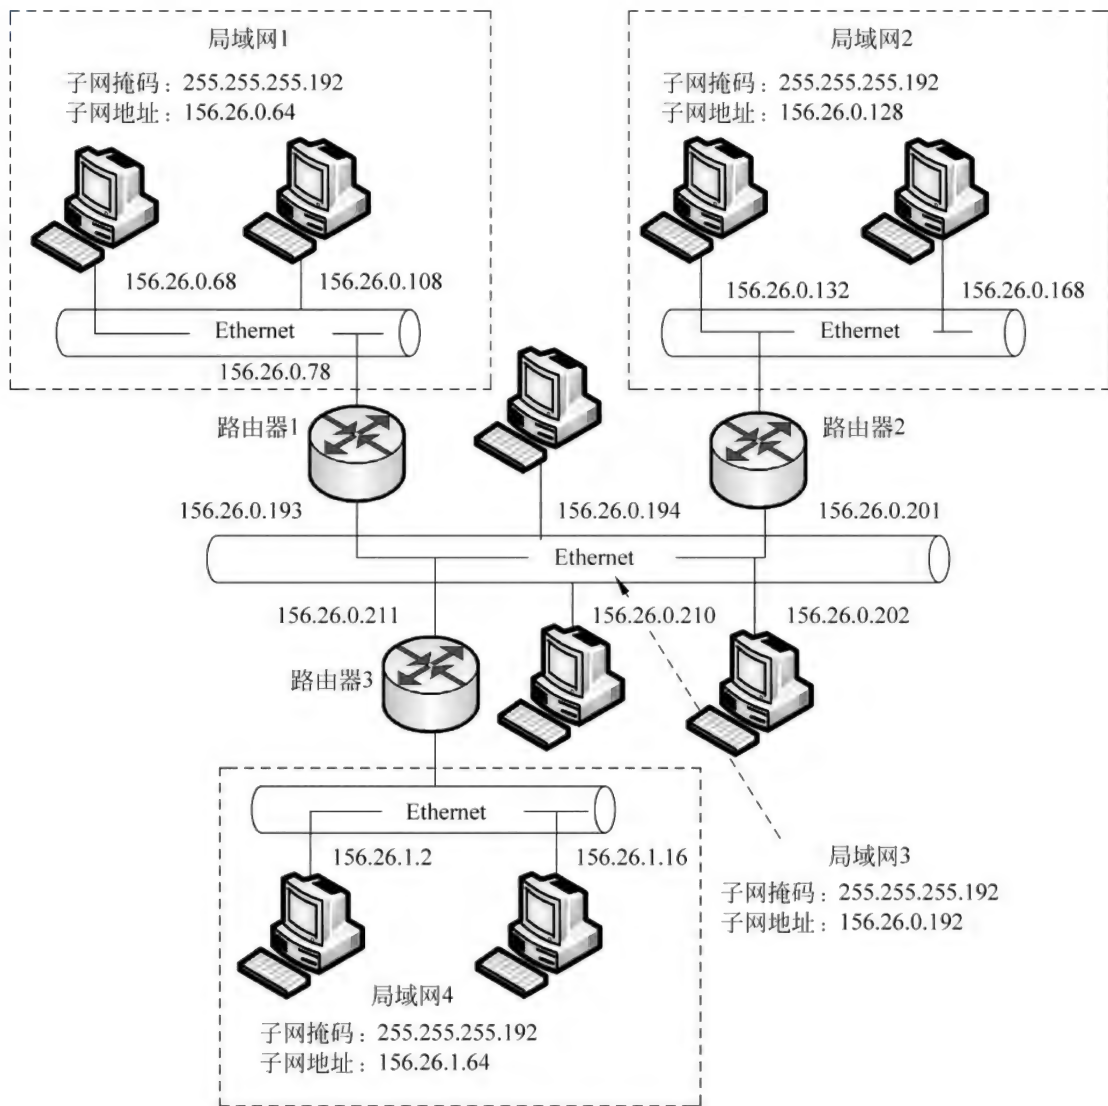 局域网1
子网掩码：255.255.255.192
子网地址：156.26.0.64
156.26.0.68
156.26.0.108
Ethernet
156.26.0.78
局域网2
子网掩码：255.255.255.192
子网地址：156.26.0.128
156.26.0.132
156.26.0.168
Ethernet
路由器1
路由器2
156.26.0.193
156.26.0.194
156.26.0.201
Ethernet
156.26.0.211
156.26.0.210
156.26.0.202
路由器3
Ethernet
156.26.1.2
156.26.1.16
局域网4
子网掩码：255.255.255.192
子网地址：156.26.1.64
局域网3
子网掩码：255.255.255.192
子网地址：156.26.0.192